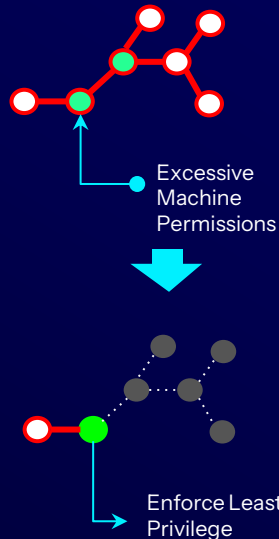 Excessive
Machine
Permissions
Enforce Least
Privilege